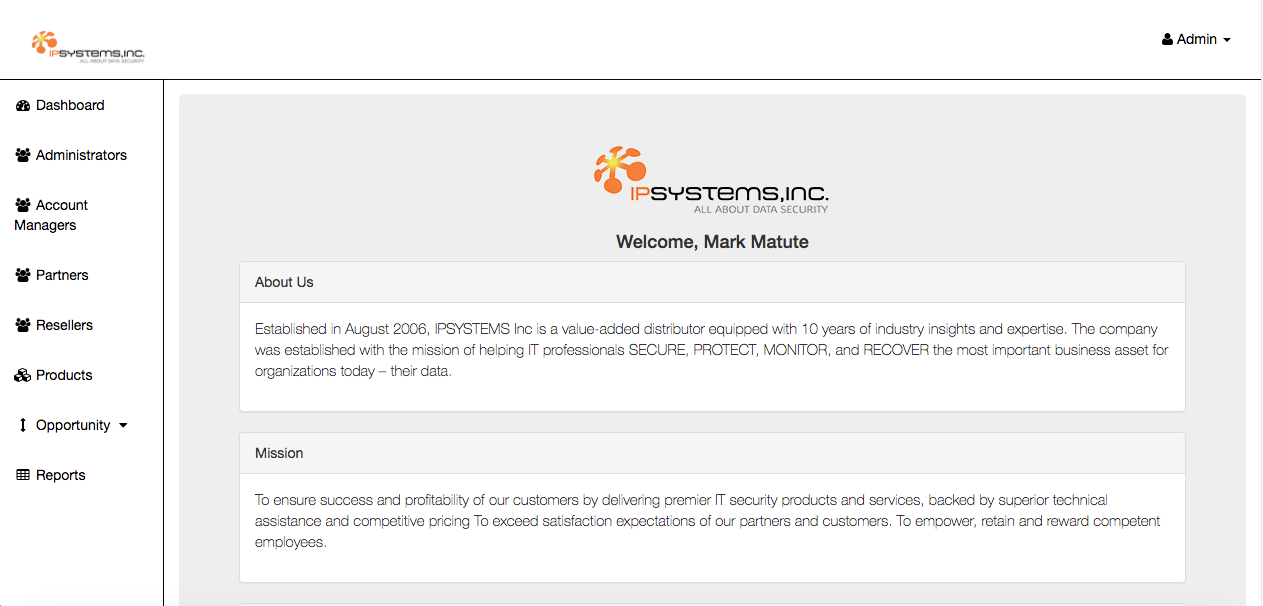 IPSYSTEMS,INC.
ALL ABOUT DATA SECURITY
Admin
Dashboard
Administrators
Account
Managers
Partners
Resellers
Products
Opportunity
Reports
IPSYSTEMS,INC.
ALL ABOUT DATA SECURITY
Welcome, Mark Matute
About Us
Established in August 2006, IPSYSTEMS Inc is a value-added distributor equipped with 10 years of industry insights and expertise. The company
was established with the mission of helping IT professionals SECURE, PROTECT, MONITOR, and RECOVER the most important business asset for
organizations today – their data.
Mission
To ensure success and profitability of our customers by delivering premier IT security products and services, backed by superior technical
assistance and competitive pricing To exceed satisfaction expectations of our partners and customers. To empower, retain and reward competent
employees.